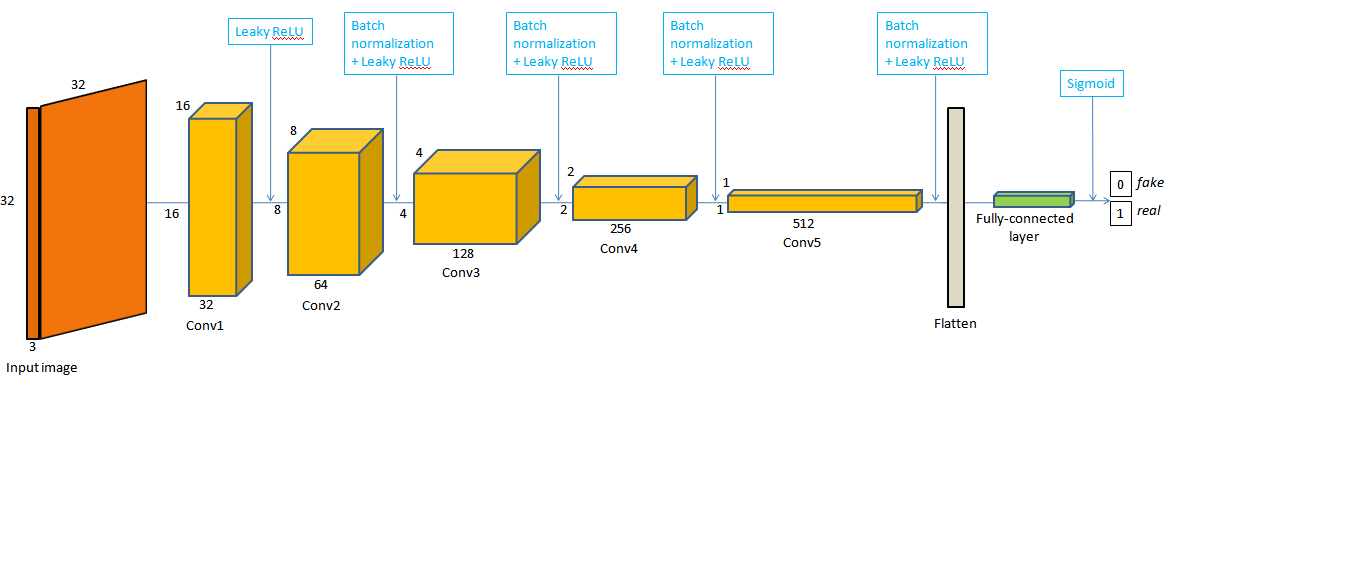 Leaky ReLU
Batch
normalization
+ Leaky ReLU
Batch
normalization
+ Leaky ReLU
Batch
normalization
+ Leaky ReLU
Batch
normalization
+ Leaky ReLU
Sigmoid
32
32
3
Input image
16
16
32
Conv1
8
8
64
Conv2
4
4
128
Conv3
2
2
256
Conv4
1
1
512
Conv5
Flatten
Fully-connected
layer
0 fake
1 real